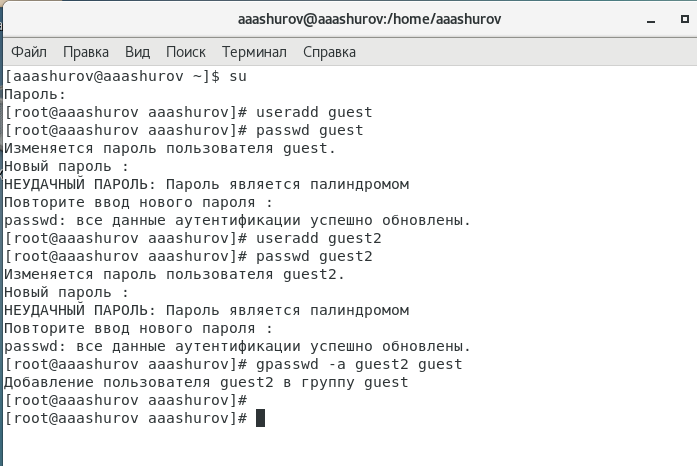 aaashurov@aaashurov:/home/aaashurov
Файл Правка Вид Поиск Терминал Справка
[aaashurov@aaashurov ~]$ su
Пароль:
[root@aaashurov aaashurov]# useradd guest
[root@aaashurov aaashurov]# passwd guest
Изменяется пароль пользователя guest.
Новый пароль :
НЕУДАЧНЫЙ ПАРОЛЬ: Пароль является палиндромом
Повторите ввод нового пароля :
passwd: все данные аутентификации успешно обновлены.
[root@aaashurov aaashurov]# useradd guest2
[root@aaashurov aaashurov]# passwd guest2
Изменяется пароль пользователя guest2.
Новый пароль :
НЕУДАЧНЫЙ ПАРОЛЬ: Пароль является палиндромом
Повторите ввод нового пароля :
passwd: все данные аутентификации успешно обновлены.
[root@aaashurov aaashurov]# gpasswd -a guest2 guest
Добавление пользователя guest2 в группу guest
[root@aaashurov aaashurov]#
[root@aaashurov aaashurov]#